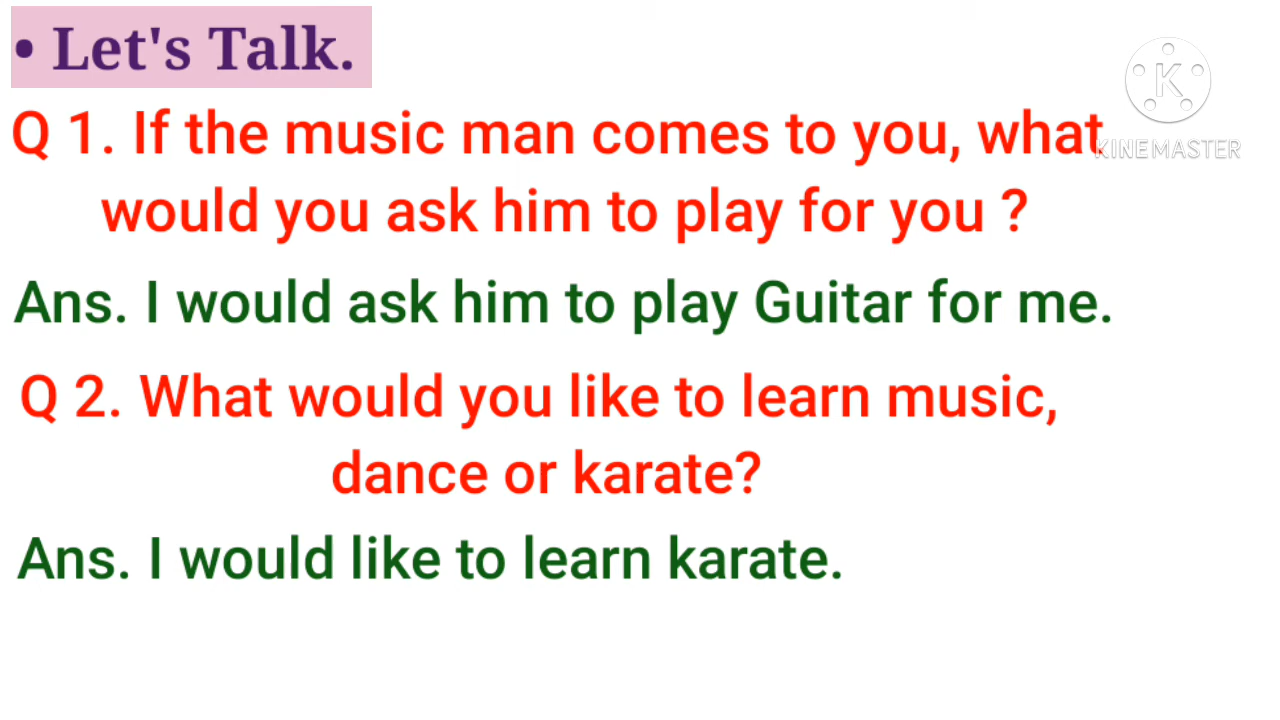 • Let's Talk.
Q 1. If the music man comes to you, what
would you ask him to play for you ?
Ans. I would ask him to play Guitar for me.
Q 2. What would you like to learn music,
dance or karate?
Ans. I would like to learn karate.
K
KINEMASTER